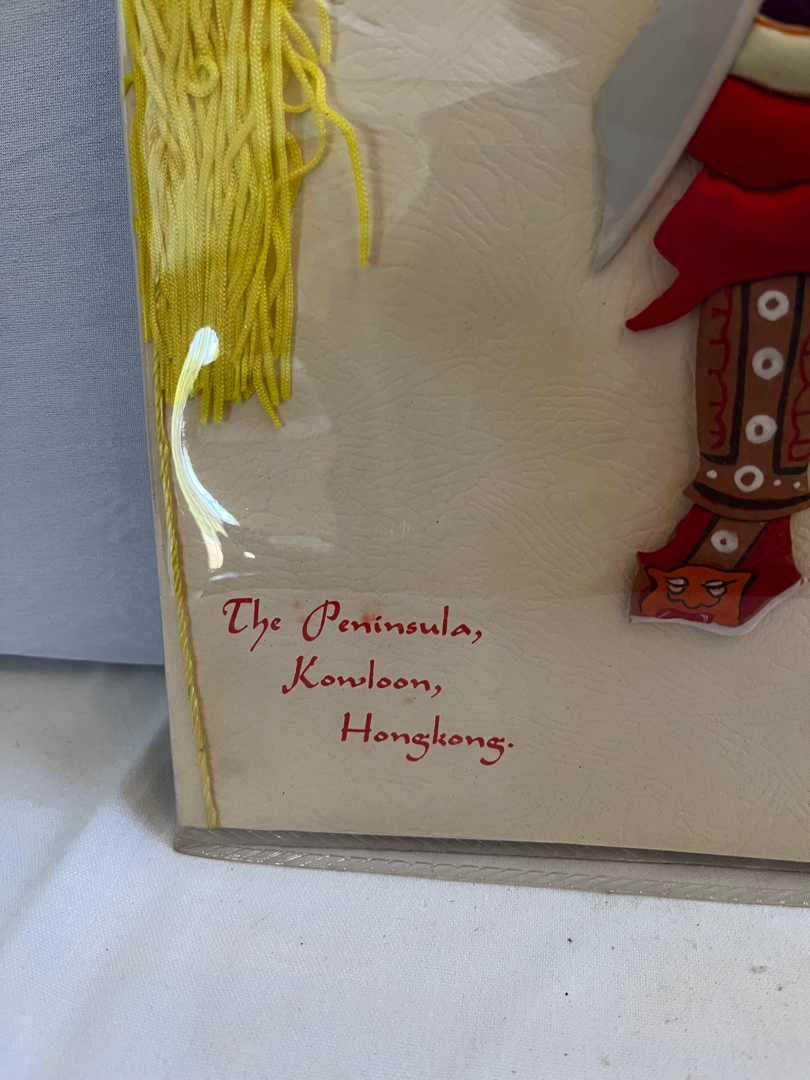 The Peninsula,
Kowloon,
Hongkong.